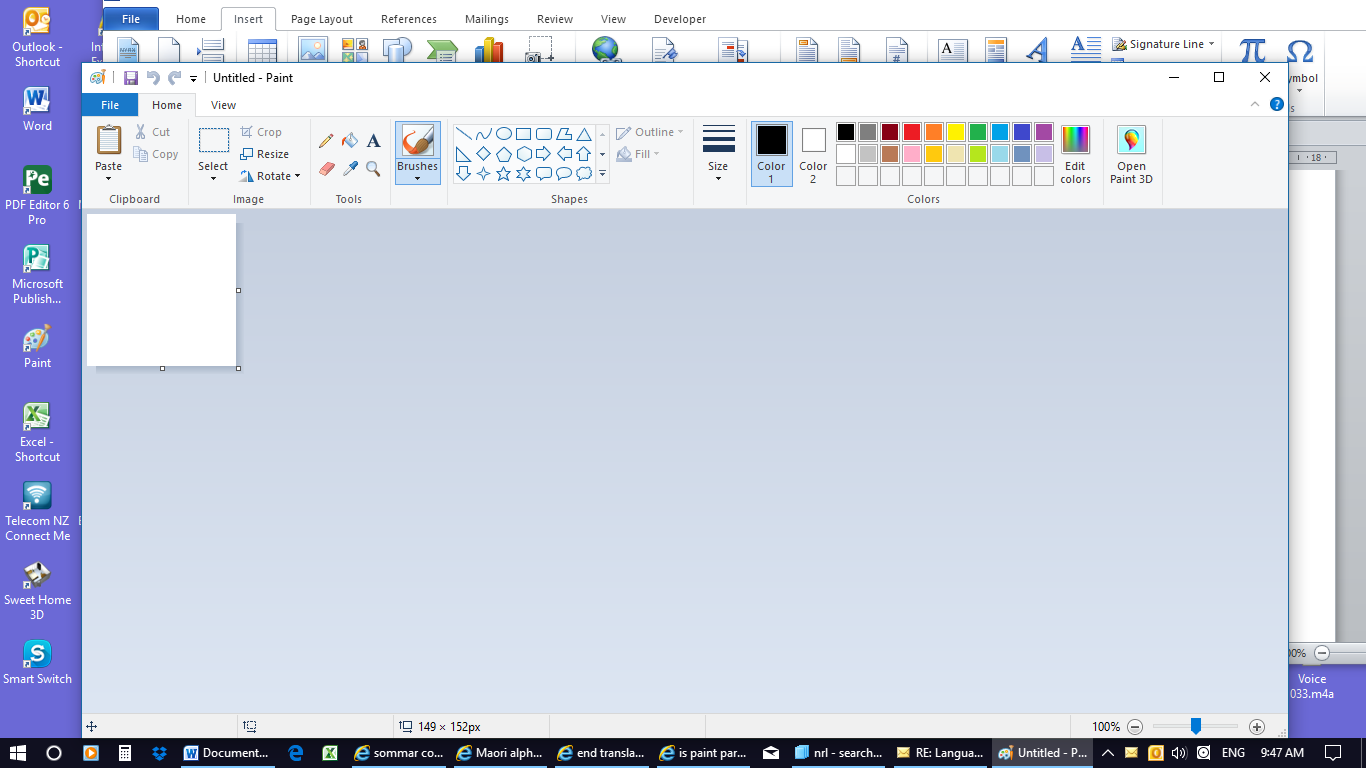 File Home Insert Page Layout References Mailings Review View Developer
Signature Line
Untitled - Paint
File Home View
Cut
Copy
Paste
Clipboard
Select
Crop
Resize
Rotate
Image
A
Tools
Brushes
Shapes
Outline
Fill
Size
Color 1
Color 2
Edit colors
Colors
Open Paint 3D
ymbol
18
Outlook - Shortcut
Word
PDF Editor 6 Pro
Microsoft Publish...
Paint
Excel - Shortcut
Telecom NZ Connect Me
Sweet Home 3D
Smart Switch
149 × 152px
100%
00%
Voice
033.m4a
Document... sommar co... Maori alph... end transla... is paint par... nrl - search... RE: Langua... Untitled - P... ENG 9:47 AM